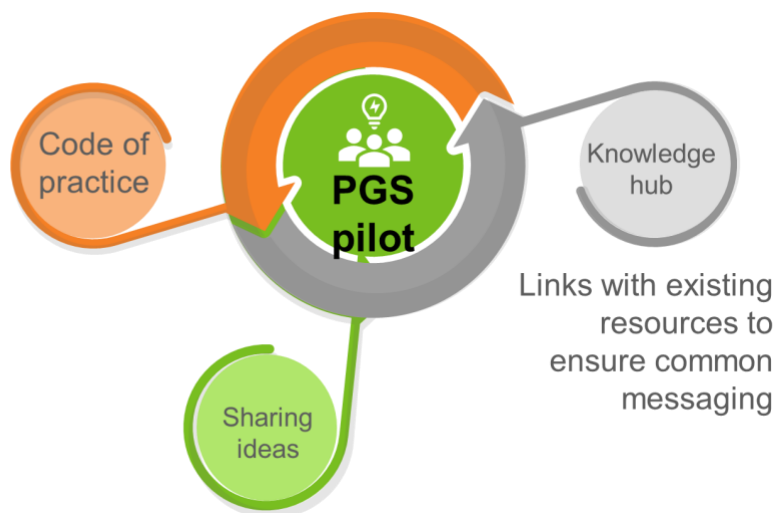 Code of
practice
PGS
pilot
Knowledge
hub
Links with existing
resources to
ensure common
messaging
Sharing
ideas